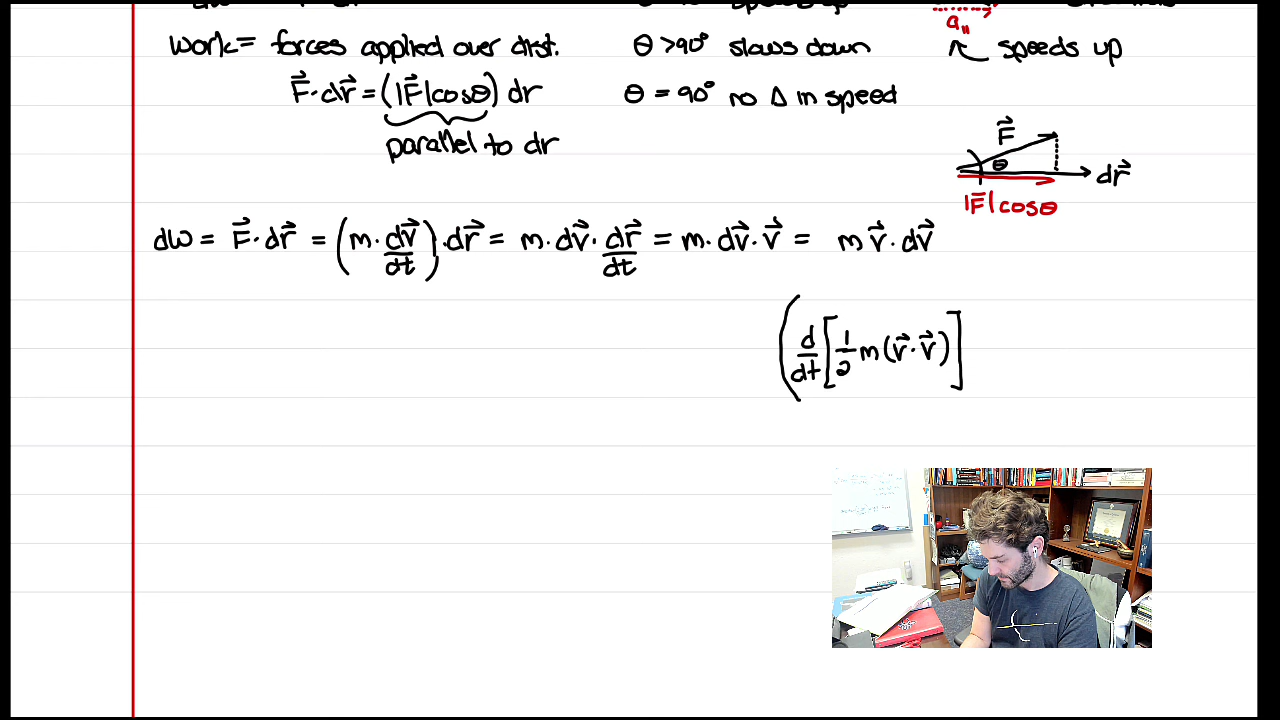 work = forces applied over dist.
θ > 90° slows down
a_∥
speeds up
F⃗ · dr⃗ = (|F⃗| cosθ) dr
θ = 90° no Δ in speed
parallel to dr
F⃗
θ
dr⃗
|F⃗| cosθ
dW = F⃗ · dr⃗ = (m · dv⃗/dt) · dr⃗ = m · dv⃗ · dr⃗/dt = m · dv⃗ · v⃗ = m v⃗ · dv⃗
(d/dt [1/2 m (v⃗ · v⃗)]